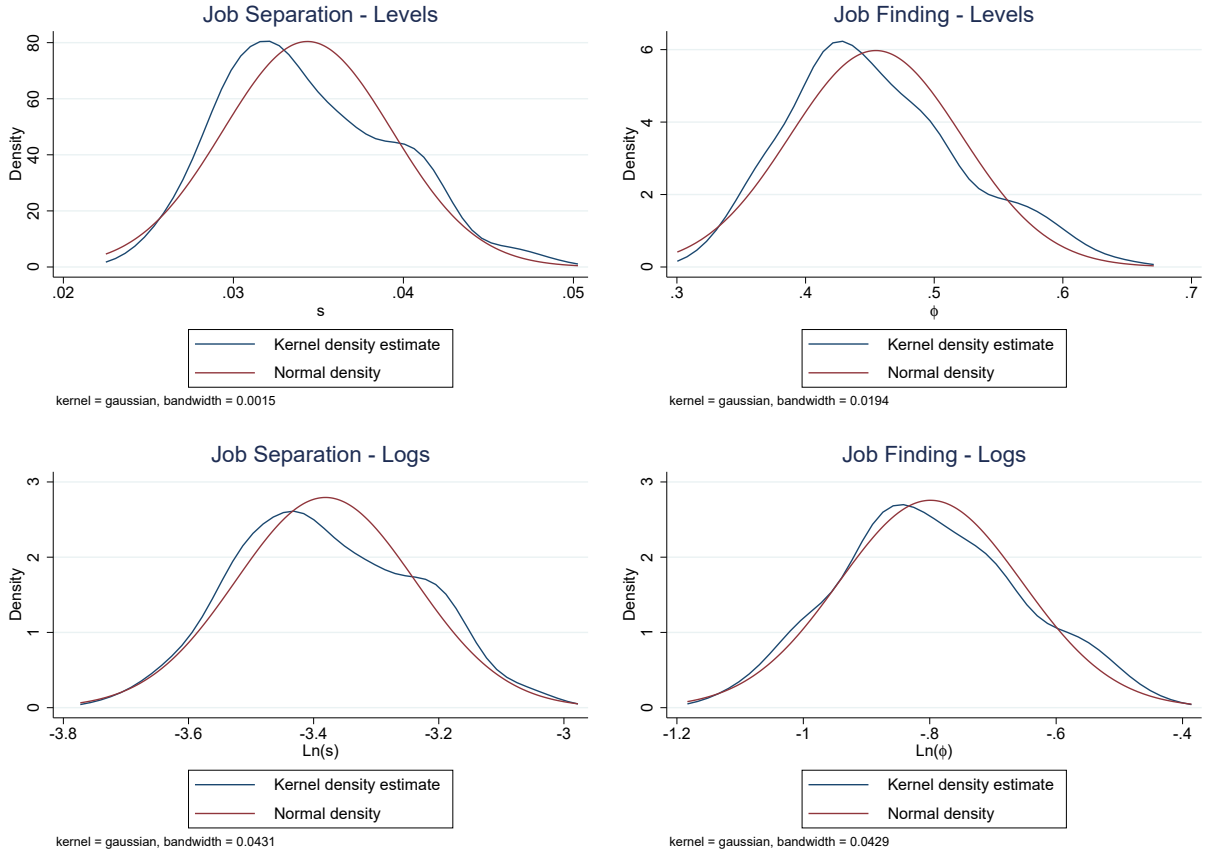 Job Separation - Levels
Density
0
20
40
60
80
.02 .03 .04 .05
s
Kernel density estimate
Normal density
kernel = gaussian, bandwidth = 0.0015
Job Finding - Levels
Density
0
2
4
6
.3 .4 .5 .6 .7
ϕ
Kernel density estimate
Normal density
kernel = gaussian, bandwidth = 0.0194
Job Separation - Logs
Density
0
1
2
3
-3.8 -3.6 -3.4 -3.2 -3
Ln(s)
Kernel density estimate
Normal density
kernel = gaussian, bandwidth = 0.0431
Job Finding - Logs
Density
0
1
2
3
-1.2 -1 -.8 -.6 -.4
Ln(ϕ)
Kernel density estimate
Normal density
kernel = gaussian, bandwidth = 0.0429